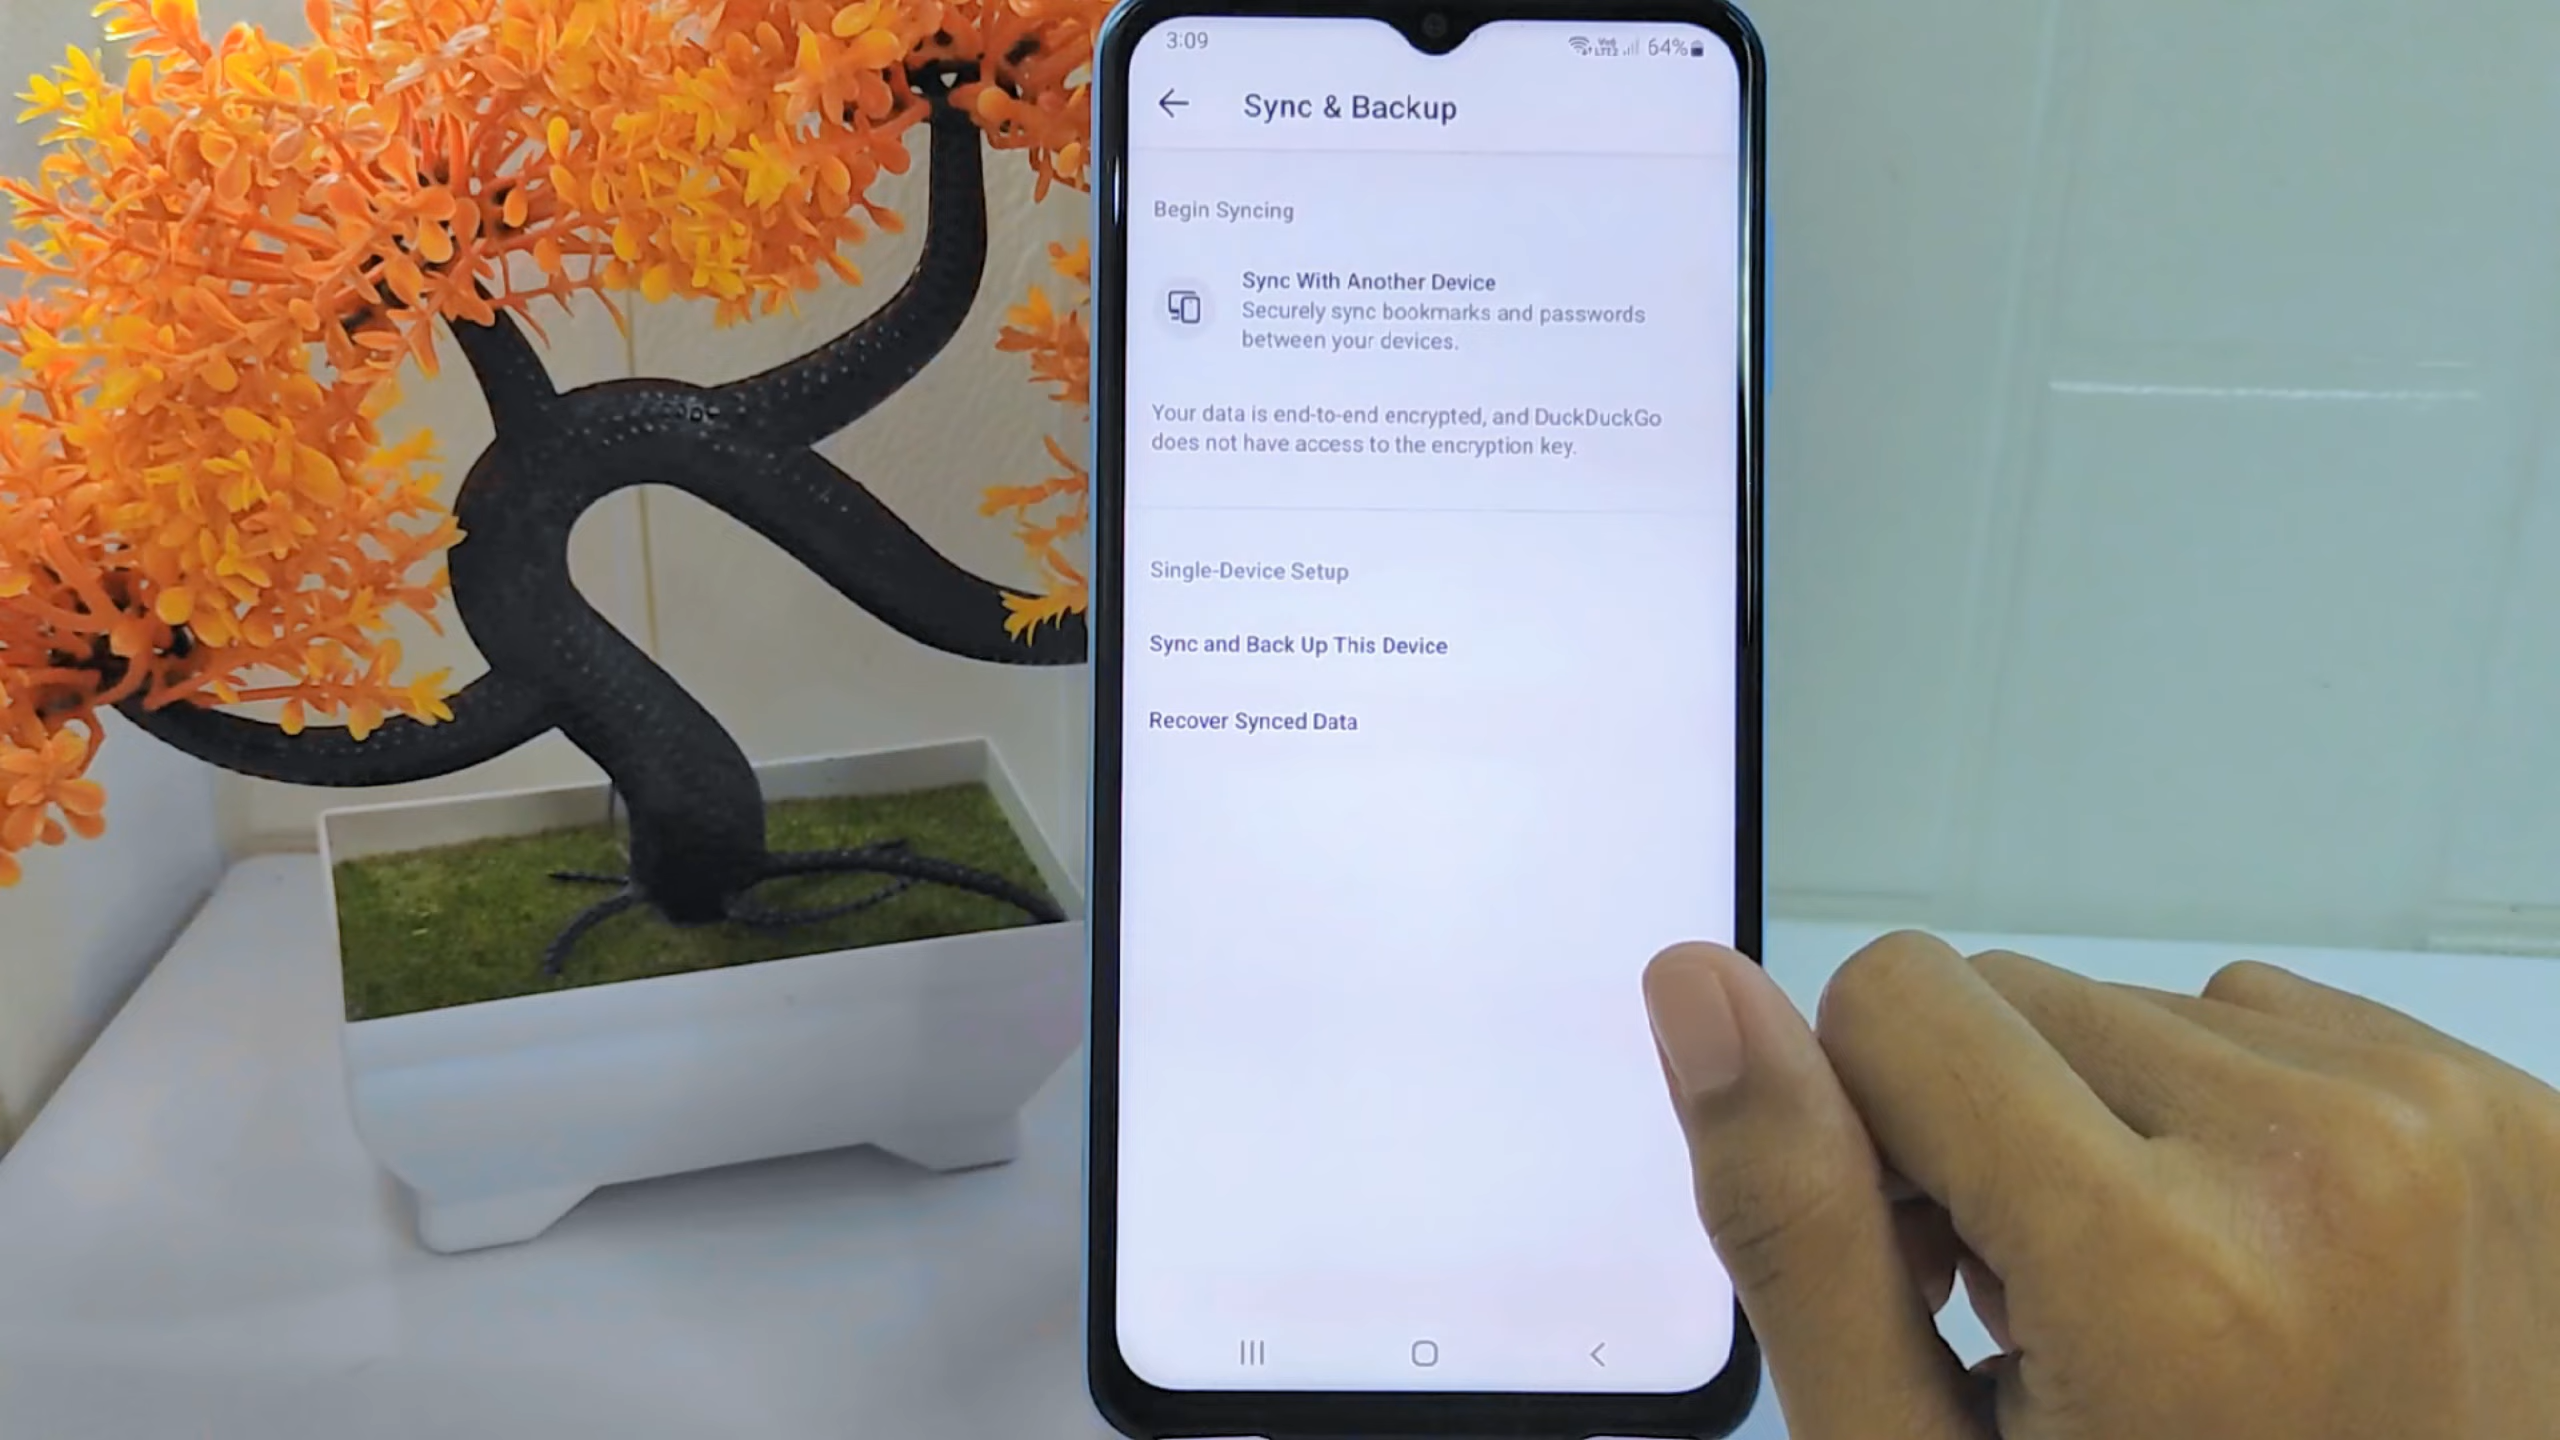 3:09
64%
Sync & Backup
Begin Syncing
Sync With Another Device
Securely sync bookmarks and passwords
between your devices.
Your data is end-to-end encrypted, and DuckDuckGo
does not have access to the encryption key.
Single-Device Setup
Sync and Back Up This Device
Recover Synced Data